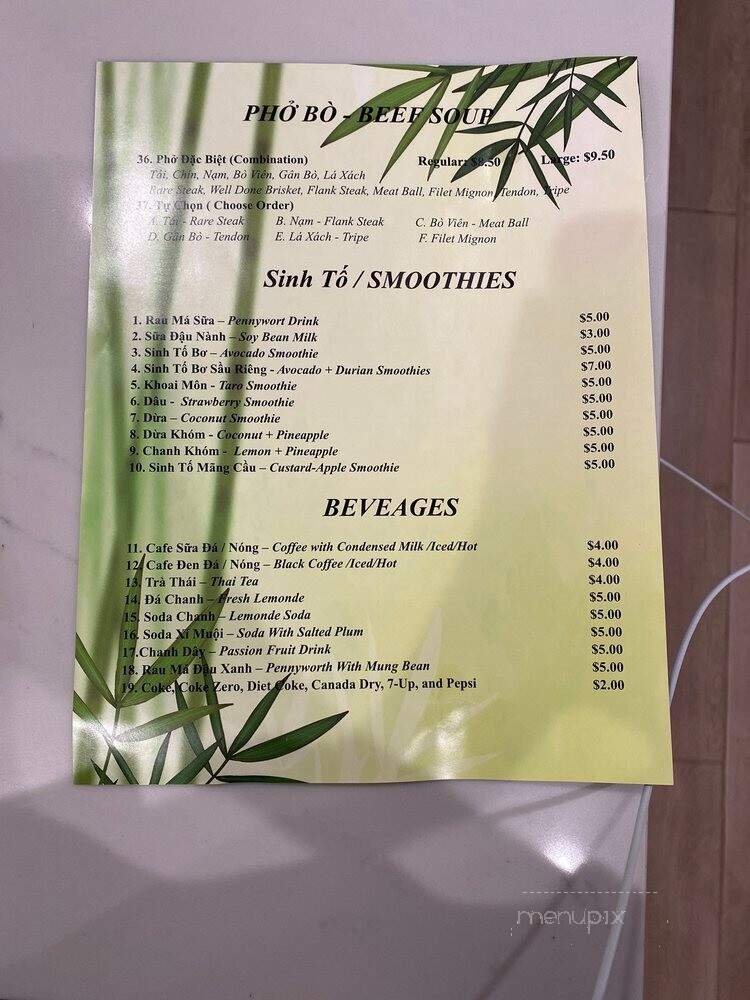 PHỞ BÒ - BEEF SOUP
36. Phở Đặc Biệt (Combination) Regular: $8.50 Large: $9.50
Tái, Chín, Nạm, Bò Viên, Gân Bò, Lá Xách
Rare Steak, Well Done Brisket, Flank Steak, Meat Ball, Filet Mignon, Tendon, Tripe
37. Tự Chọn ( Choose Order)
A. Tái - Rare Steak B. Nạm - Flank Steak C. Bò Viên - Meat Ball
D. Gân Bò - Tendon E. Lá Xách - Tripe F. Filet Mignon
Sinh Tố / SMOOTHIES
1. Rau Má Sữa – Pennywort Drink $5.00
2. Sữa Đậu Nành – Soy Bean Milk $3.00
3. Sinh Tố Bơ – Avocado Smoothie $5.00
4. Sinh Tố Bơ Sầu Riêng - Avocado + Durian Smoothies $7.00
5. Khoai Môn - Taro Smoothie $5.00
6. Dâu - Strawberry Smoothie $5.00
7. Dừa – Coconut Smoothie $5.00
8. Dừa Khóm - Coconut + Pineapple $5.00
9. Chanh Khóm - Lemon + Pineapple $5.00
10. Sinh Tố Mãng Cầu – Custard-Apple Smoothie $5.00
BEVEAGES
11. Cafe Sữa Đá / Nóng – Coffee with Condensed Milk /Iced/Hot $4.00
12. Cafe Đen Đá / Nóng – Black Coffee /Iced/Hot $4.00
13. Trà Thái – Thai Tea $4.00
14. Đá Chanh – Fresh Lemonde $5.00
15. Soda Chanh – Lemonde Soda $5.00
16. Soda Xí Muội – Soda With Salted Plum $5.00
17.Chanh Dây – Passion Fruit Drink $5.00
18. Rau Má Đậu Xanh – Pennyworth With Mung Bean $5.00
19. Coke, Coke Zero, Diet Coke, Canada Dry, 7-Up, and Pepsi $2.00
menupix